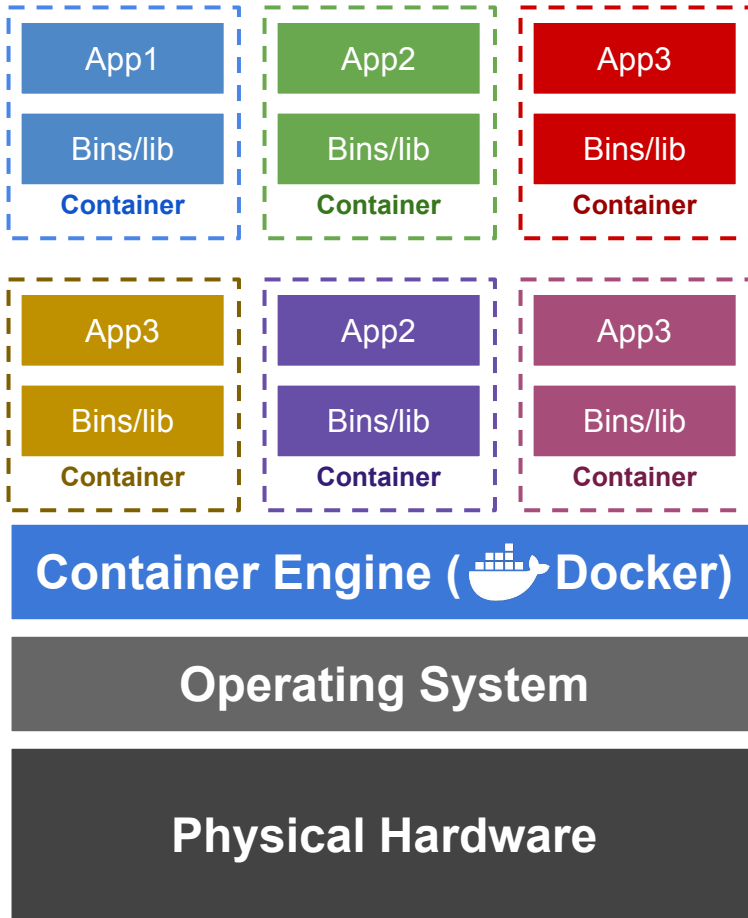 App1 App2 App3
Bins/lib Bins/lib Bins/lib
Container Container Container
App3 App2 App3
Bins/lib Bins/lib Bins/lib
Container Container Container
Container Engine ( Docker)
Operating System
Physical Hardware